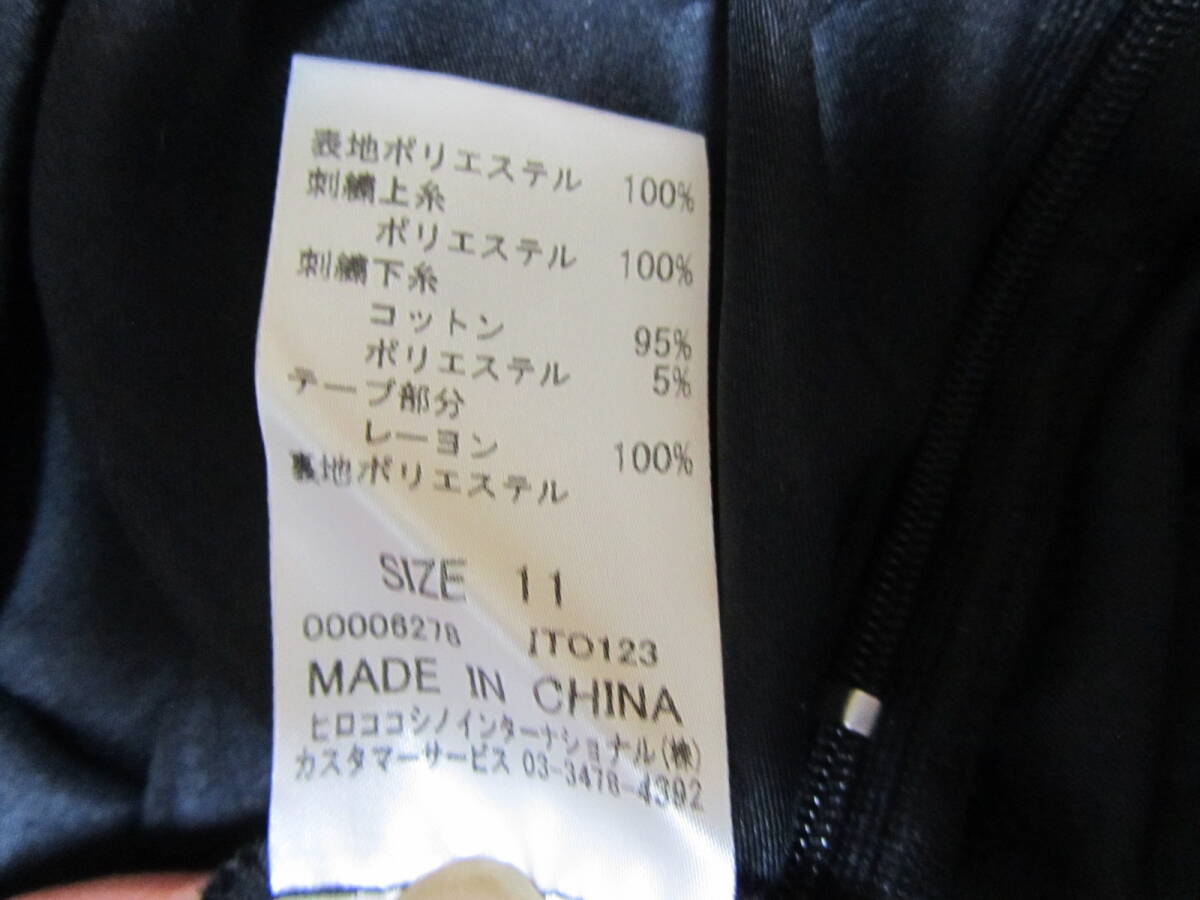 表地ポリエステル 100%
刺繍上糸
ポリエステル 100%
刺繍下糸
コットン 95%
ポリエステル 5%
テープ部分
レーヨン 100%
裏地ポリエステル
SIZE 11
00006278 ITO123
MADE IN CHINA
ヒロココシノインターナショナル(株)
カスタマーサービス 03-3478-4392